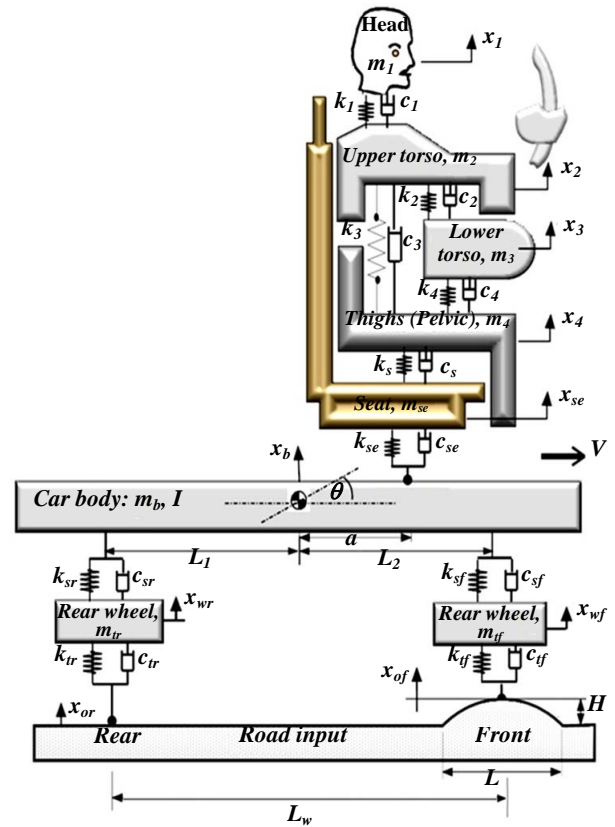 Head
x1
m1
k1 c1
Upper torso, m2
x2
k2 c2
k3 c3
Lower torso, m3
x3
k4 c4
Thighs (Pelvic), m4
x4
ks cs
Seat, mse
xse
kse cse
xb
V
θ
Car body: mb, I
a
L1 L2
ksr csr
ksf csf
Rear wheel, mtr
xwr
Rear wheel, mtf
xwf
ktr ctr
ktf ctf
xof
H
xor
Rear Road input Front
L
Lw